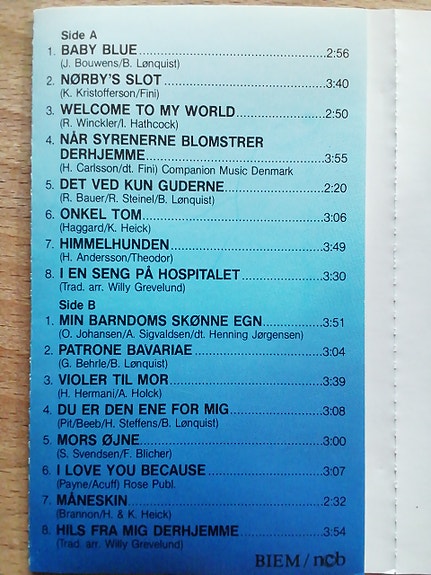 Side A
1. BABY BLUE 2:56
(J. Bouwens/B. Lønquist)
2. NØRBY'S SLOT 3:40
(K. Kristofferson/Fini)
3. WELCOME TO MY WORLD 2:50
(R. Winckler/I. Hathcock)
4. NÅR SYRENERNE BLOMSTRER
DERHJEMME 3:55
(H. Carlsson/dt. Fini) Companion Music Denmark
5. DET VED KUN GUDERNE 2:20
(R. Bauer/R. Steinel/B. Lønquist)
6. ONKEL TOM 3:06
(Haggard/K. Heick)
7. HIMMELHUNDEN 3:49
(H. Andersson/Theodor)
8. I EN SENG PÅ HOSPITALET 3:30
(Trad. arr. Willy Grevelund)
Side B
1. MIN BARNDOMS SKØNNE EGN 3:51
(O. Johansen/A. Sigvaldsen/dt. Henning Jørgensen)
2. PATRONE BAVARIAE 3:04
(G. Behrle/B. Lønquist)
3. VIOLER TIL MOR 3:39
(H. Hermani/A. Holck)
4. DU ER DEN ENE FOR MIG 3:08
(Pit/Beeb/H. Steffens/B. Lønquist)
5. MORS ØJNE 3:00
(S. Svendsen/F. Blicher)
6. I LOVE YOU BECAUSE 3:07
(Payne/Acuff) Rose Publ.
7. MÅNESKIN 2:32
(Brannon/H. & K. Heick)
8. HILS FRA MIG DERHJEMME 3:54
(Trad. arr. Willy Grevelund)
BIEM / ncb